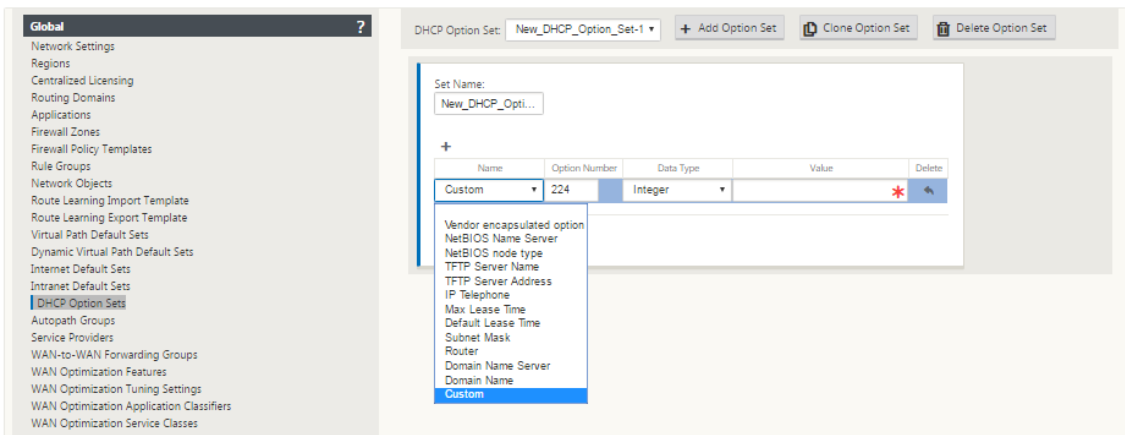 Global ?
Network Settings
Regions
Centralized Licensing
Routing Domains
Applications
Firewall Zones
Firewall Policy Templates
Rule Groups
Network Objects
Route Learning Import Template
Route Learning Export Template
Virtual Path Default Sets
Dynamic Virtual Path Default Sets
Internet Default Sets
Intranet Default Sets
DHCP Option Sets
Autopath Groups
Service Providers
WAN-to-WAN Forwarding Groups
WAN Optimization Features
WAN Optimization Tuning Settings
WAN Optimization Application Classifiers
WAN Optimization Service Classes
DHCP Option Set: New_DHCP_Option_Set-1 + Add Option Set Clone Option Set Delete Option Set
Set Name:
New_DHCP_Opti...
+
Name Option Number Data Type Value Delete
Custom 224 Integer *
Vendor encapsulated option
NetBIOS Name Server
NetBIOS node type
TFTP Server Name
TFTP Server Address
IP Telephone
Max Lease Time
Default Lease Time
Subnet Mask
Router
Domain Name Server
Domain Name
Custom